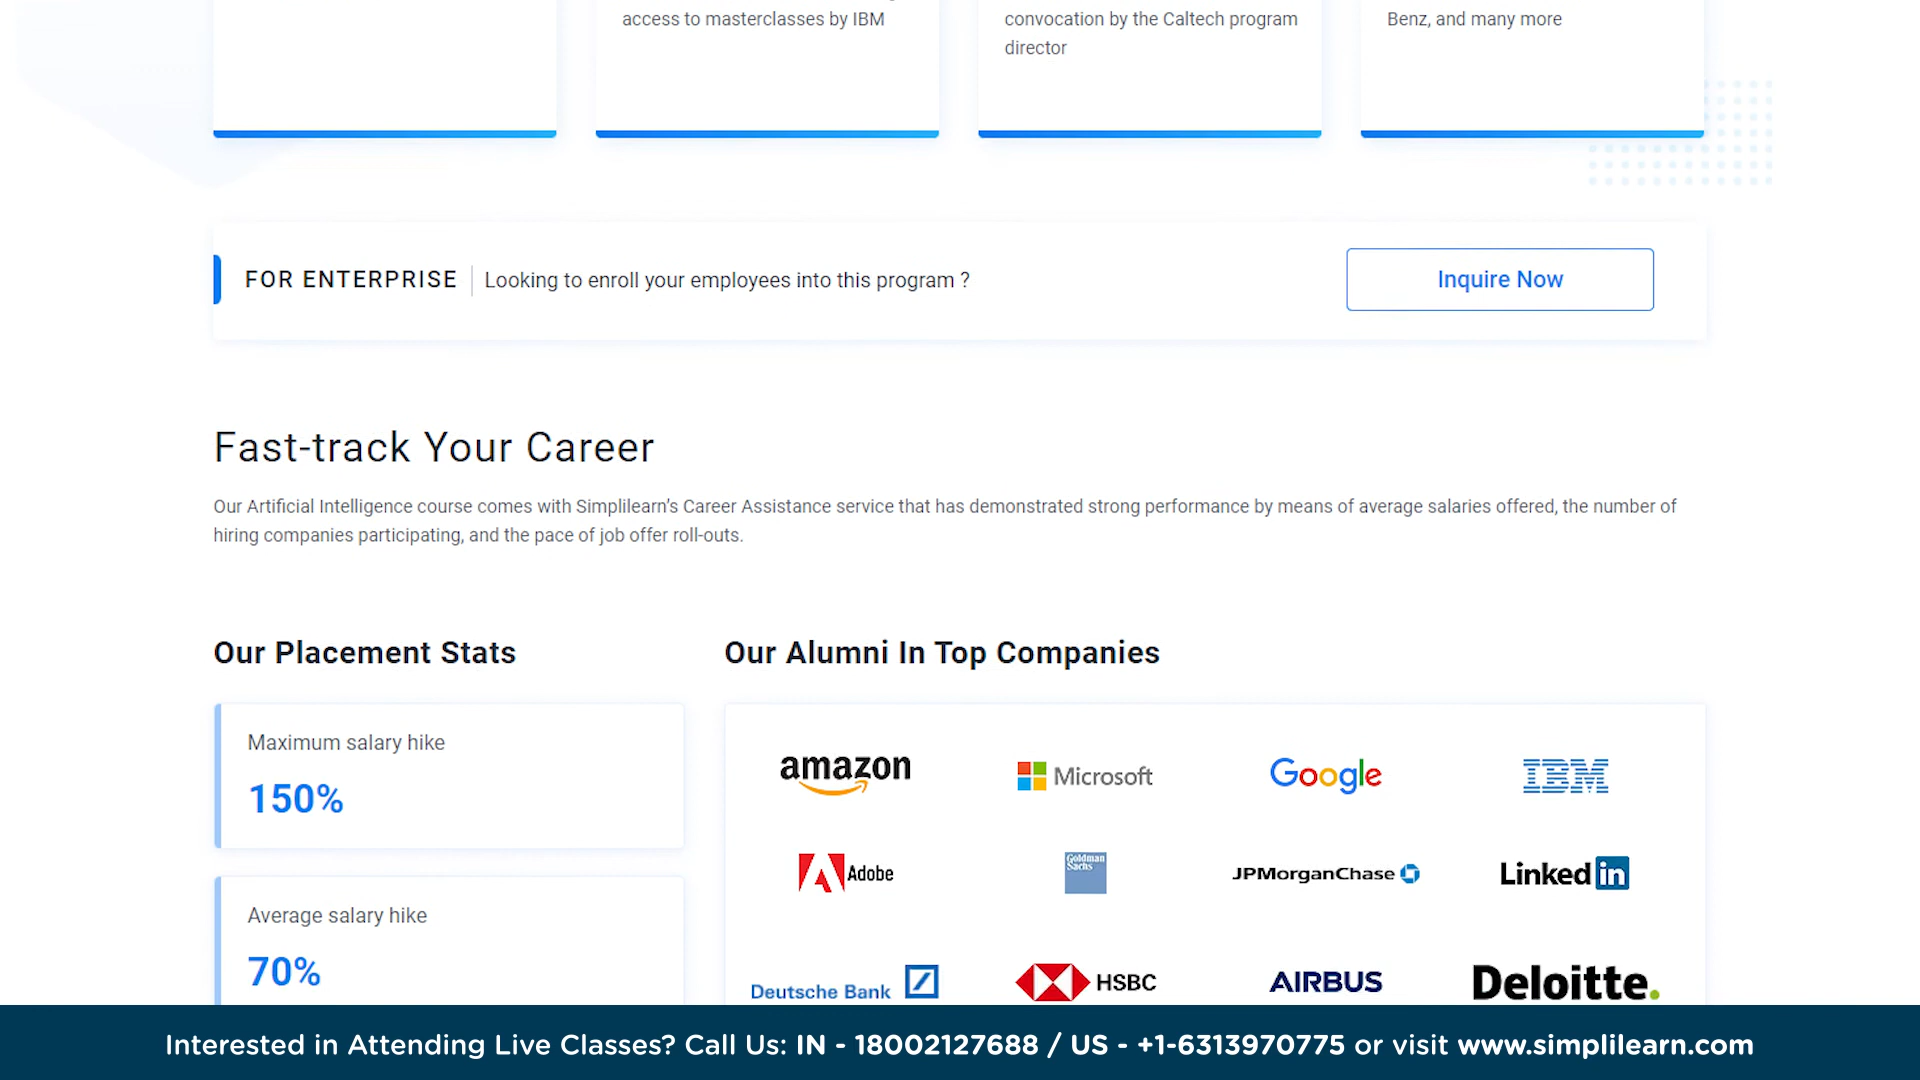 access to masterclasses by IBM
convocation by the Caltech program
director
Benz, and many more
FOR ENTERPRISE
Looking to enroll your employees into this program ?
Inquire Now
Fast-track Your Career
Our Artificial Intelligence course comes with Simplilearn's Career Assistance service that has demonstrated strong performance by means of average salaries offered, the number of
hiring companies participating, and the pace of job offer roll-outs.
Our Placement Stats
Maximum salary hike
150%
Average salary hike
70%
Our Alumni In Top Companies
amazon
Microsoft
Google
IBM
Adobe
Goldman
Sachs
JPMorganChase
Linked in
Deutsche Bank
HSBC
AIRBUS
Deloitte.
Interested in Attending Live Classes? Call Us: IN - 18002127688 / US - +1-6313970775 or visit www.simplilearn.com